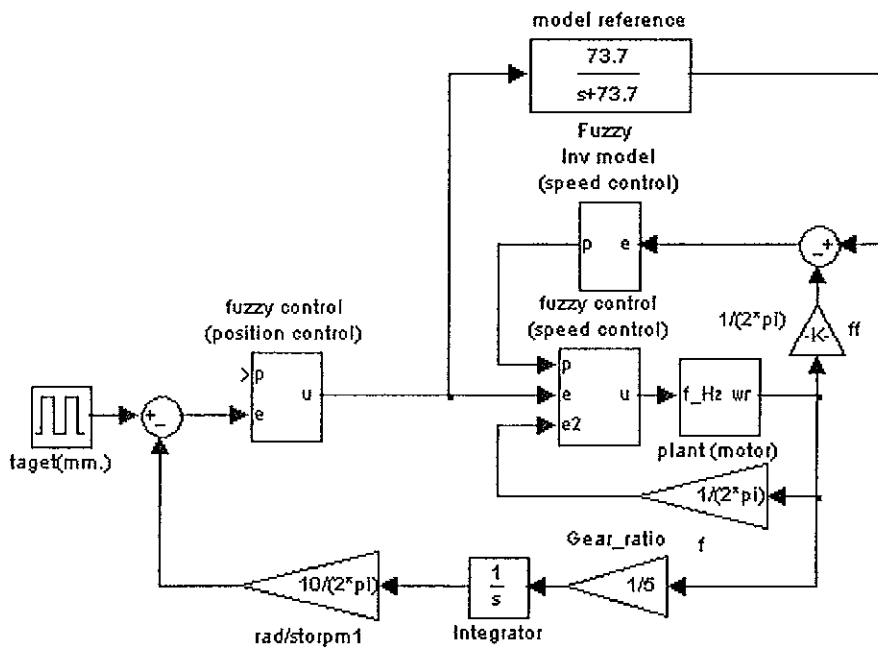 model reference
73.7
s+73.7
Fuzzy
Inv model
(speed control)
p e
- +
fuzzy control
(position control)
p
e
u
fuzzy control
(speed control)
p
e
e2
u
1/(2*pi)
-K-
ff
f_Hz wr
plant (motor)
+
-
taget(mm.)
1/(2*pi)
f
Gear_ratio
1/5
1
s
Integrator
10/(2*pi)
rad/storpm1